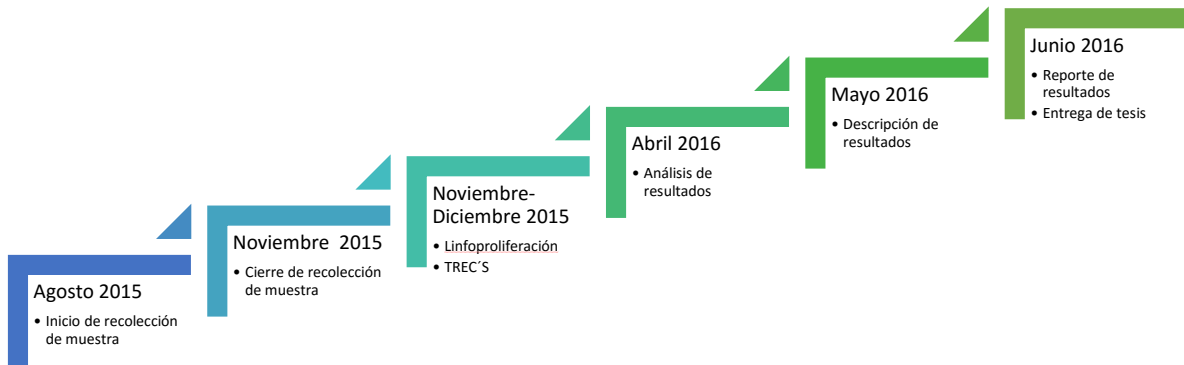 Agosto 2015
• Inicio de recolección
de muestra
Noviembre  2015
• Cierre de recolección
de muestra
Noviembre-
Diciembre 2015
• Linfoproliferación
• TREC´S
Abril 2016
• Análisis de
resultados
Mayo 2016
• Descripción de
resultados
Junio 2016
• Reporte de
resultados
• Entrega de tesis